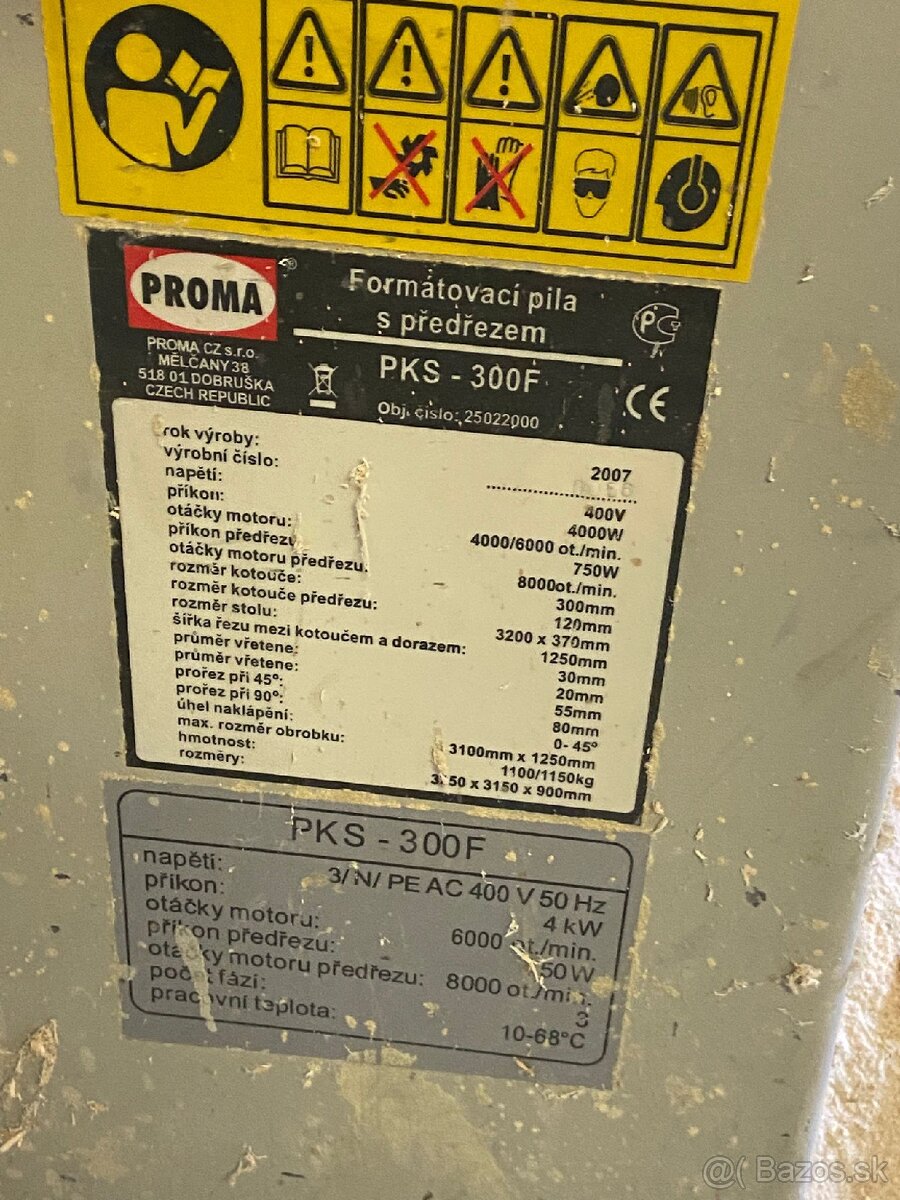 PROMA ®
Formátovací pila
s předřezem
PROMA CZ s.r.o.
MĚLČANY 38
518 01 DOBRUŠKA
CZECH REPUBLIC
PKS - 300F
Obj. číslo: 25022000
CE
rok výroby: 2007
výrobní číslo:
napětí: 400V
příkon: 4000W
otáčky motoru: 4000/6000 ot./min.
příkon předřezu: 750W
otáčky motoru předřezu: 8000ot./min.
rozměr kotouče: 300mm
rozměr kotouče předřezu: 120mm
rozměr stolu: 3200 x 370mm
šířka řezu mezi kotoučem a dorazem: 1250mm
průměr vřetene: 30mm
průměr vřetene: 20mm
prořez při 45°: 55mm
prořez při 90°: 80mm
úhel naklápění: 0- 45°
max. rozměr obrobku: 3100mm x 1250mm
hmotnost: 1100/1150kg
rozměry: x 3150 x 900mm
PKS - 300F
napětí: 3/ N/ PE AC 400 V 50 Hz
příkon: 4 kW
otáčky motoru: 6000 ot./min.
příkon předřezu: 50 W
otáčky motoru předřezu: 8000 ot./min.
počet fází: 3
pracovní teplota: 10-68°C
@( Bazos.sk